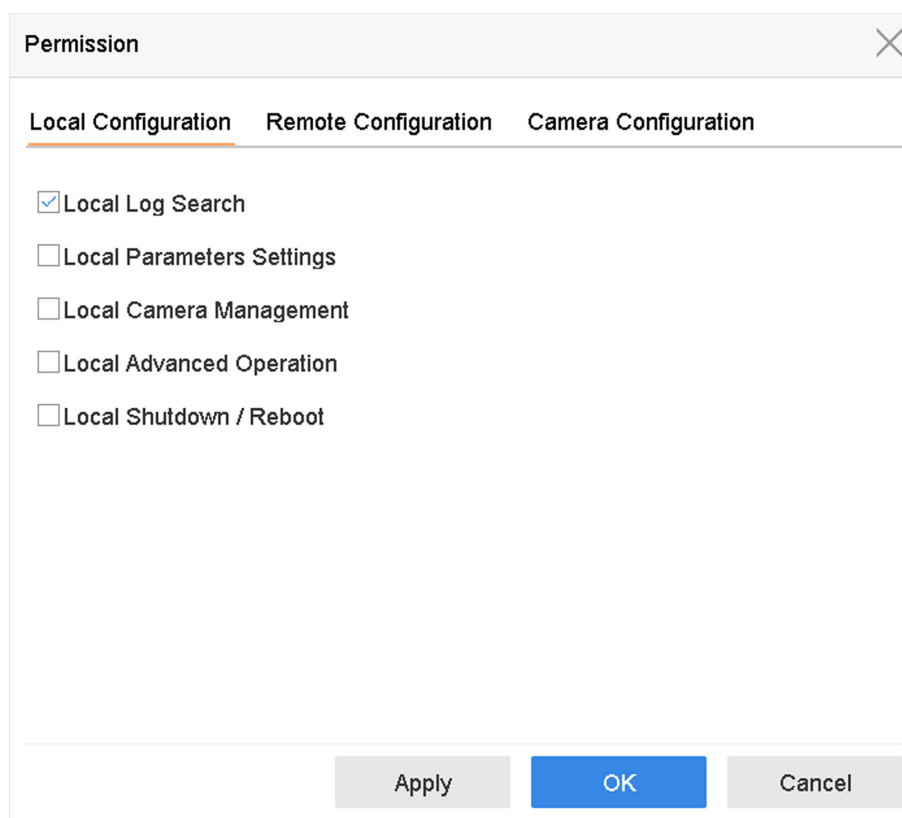 Permission
Local Configuration Remote Configuration Camera Configuration
Local Log Search
Local Parameters Settings
Local Camera Management
Local Advanced Operation
Local Shutdown / Reboot
Apply OK Cancel